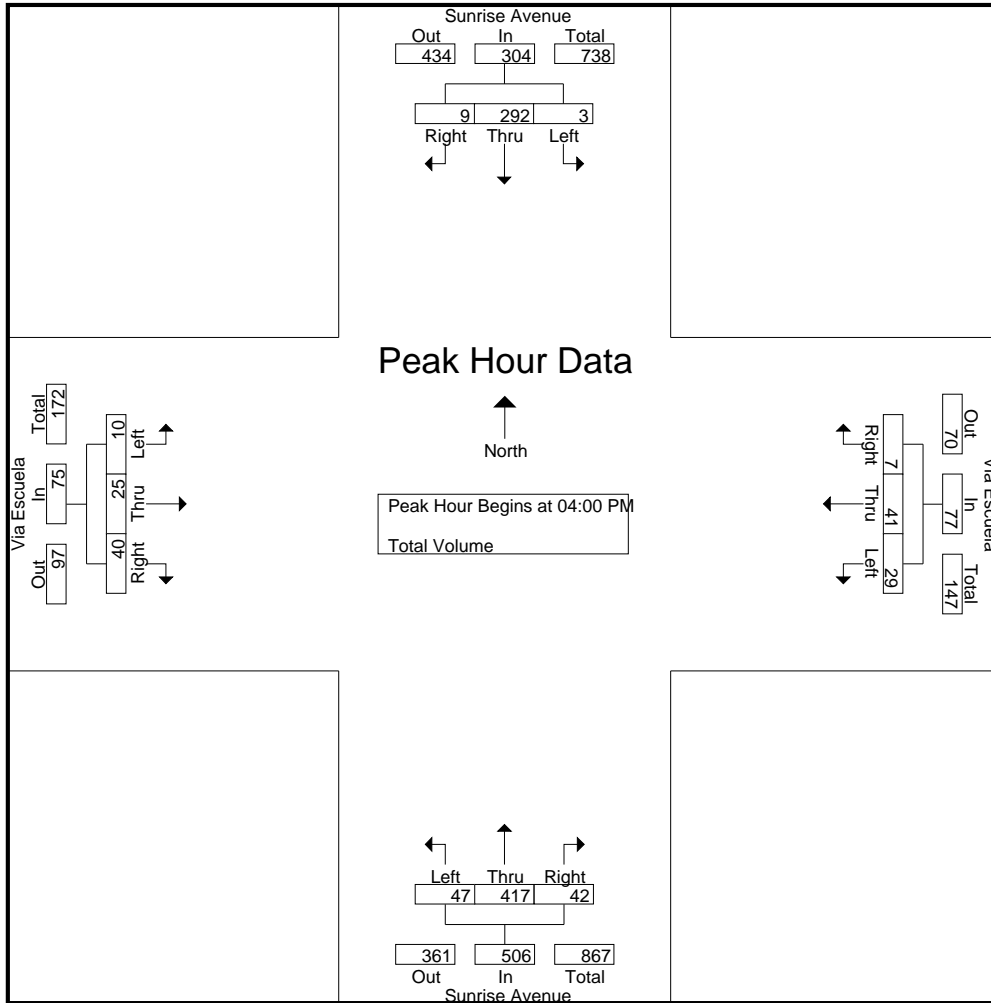 Sunrise Avenue
Out In Total
434 304 738
9 292 3
Right Thru Left
Peak Hour Data
North
Peak Hour Begins at 04:00 PM
Total Volume
Via Escuela
Total In Out
172 75 97
10 25 40
Left Thru Right
Via Escuela
Out In Total
70 77 147
7 41 29
Right Thru Left
Left Thru Right
47 417 42
361 506 867
Out In Total
Sunrise Avenue